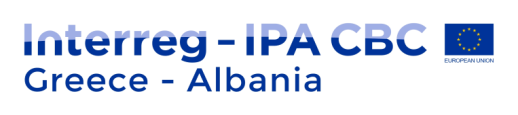 Interreg - IPA CBC
EUROPEAN UNION
Greece - Albania